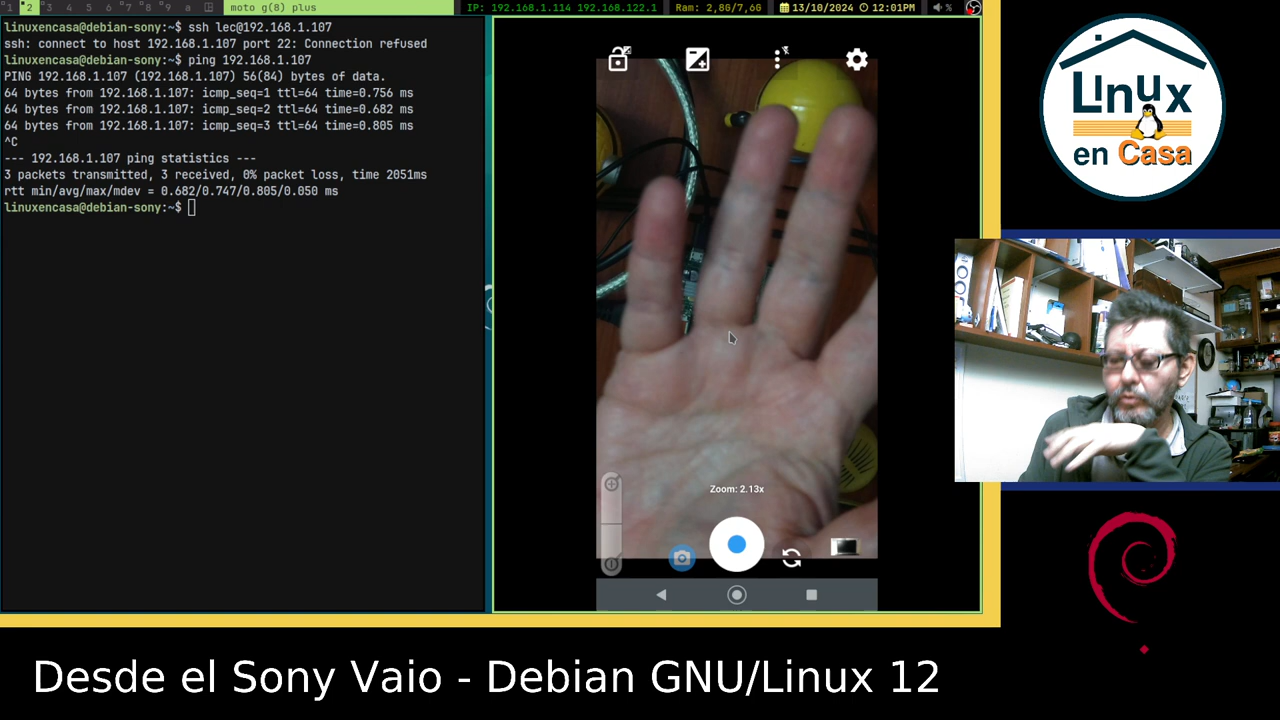 1 2 3 4 5 6 7 8 9 a
moto g(8) plus
IP: 192.168.1.114 192.168.122.1
Ram: 2,8G/7,6G
13/10/2024
12:01PM
%
linuxencasa@debian-sony:~$ ssh lec@192.168.1.107
ssh: connect to host 192.168.1.107 port 22: Connection refused
linuxencasa@debian-sony:~$ ping 192.168.1.107
PING 192.168.1.107 (192.168.1.107) 56(84) bytes of data.
64 bytes from 192.168.1.107: icmp_seq=1 ttl=64 time=0.756 ms
64 bytes from 192.168.1.107: icmp_seq=2 ttl=64 time=0.682 ms
64 bytes from 192.168.1.107: icmp_seq=3 ttl=64 time=0.805 ms
^C
--- 192.168.1.107 ping statistics ---
3 packets transmitted, 3 received, 0% packet loss, time 2051ms
rtt min/avg/max/mdev = 0.682/0.747/0.805/0.050 ms
linuxencasa@debian-sony:~$
Zoom: 2.13x
Linux
en Casa
Desde el Sony Vaio - Debian GNU/Linux 12